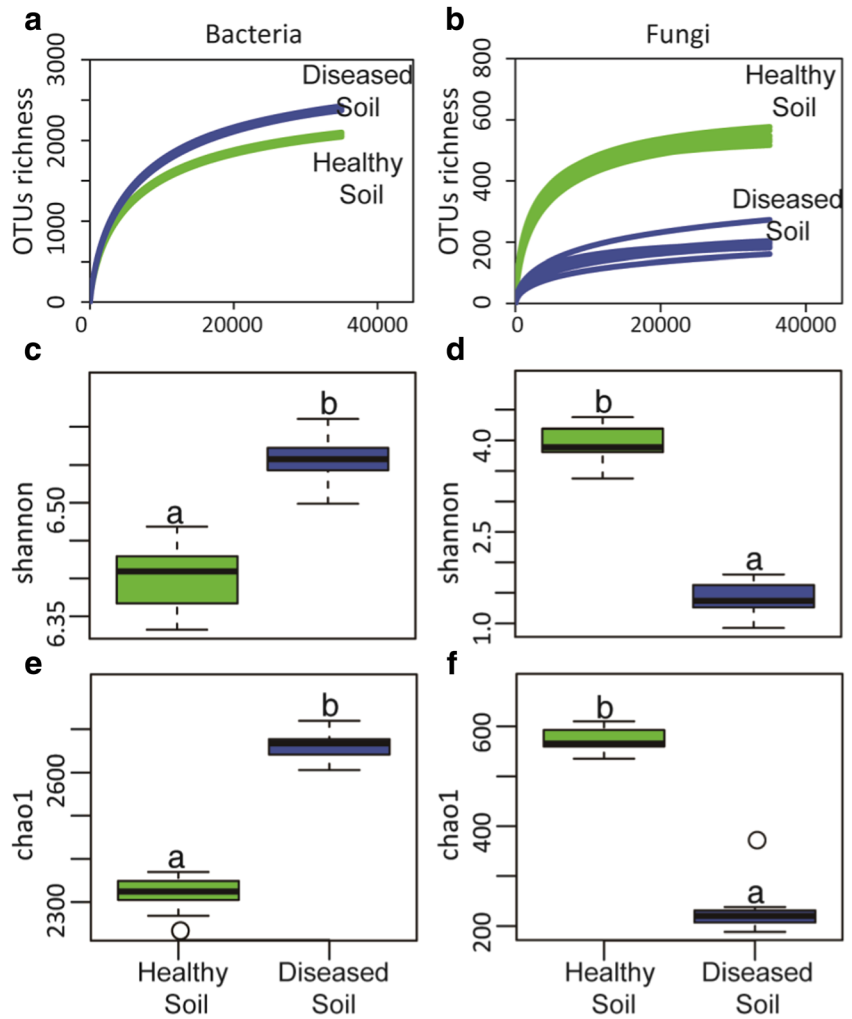 a
Bacteria
OTUs richness
3000
2000
1000
0
Diseased
Soil
Healthy
Soil
0
20000
40000
b
Fungi
OTUs richness
800
600
400
200
0
Healthy
Soil
Diseased
Soil
0
20000
40000
c
shannon
6.50
6.35
a
b
d
shannon
4.0
2.5
1.0
b
a
e
chao1
2600
2300
a
b
Healthy
Soil
Diseased
Soil
f
chao1
600
400
200
b
a
Healthy
Soil
Diseased
Soil